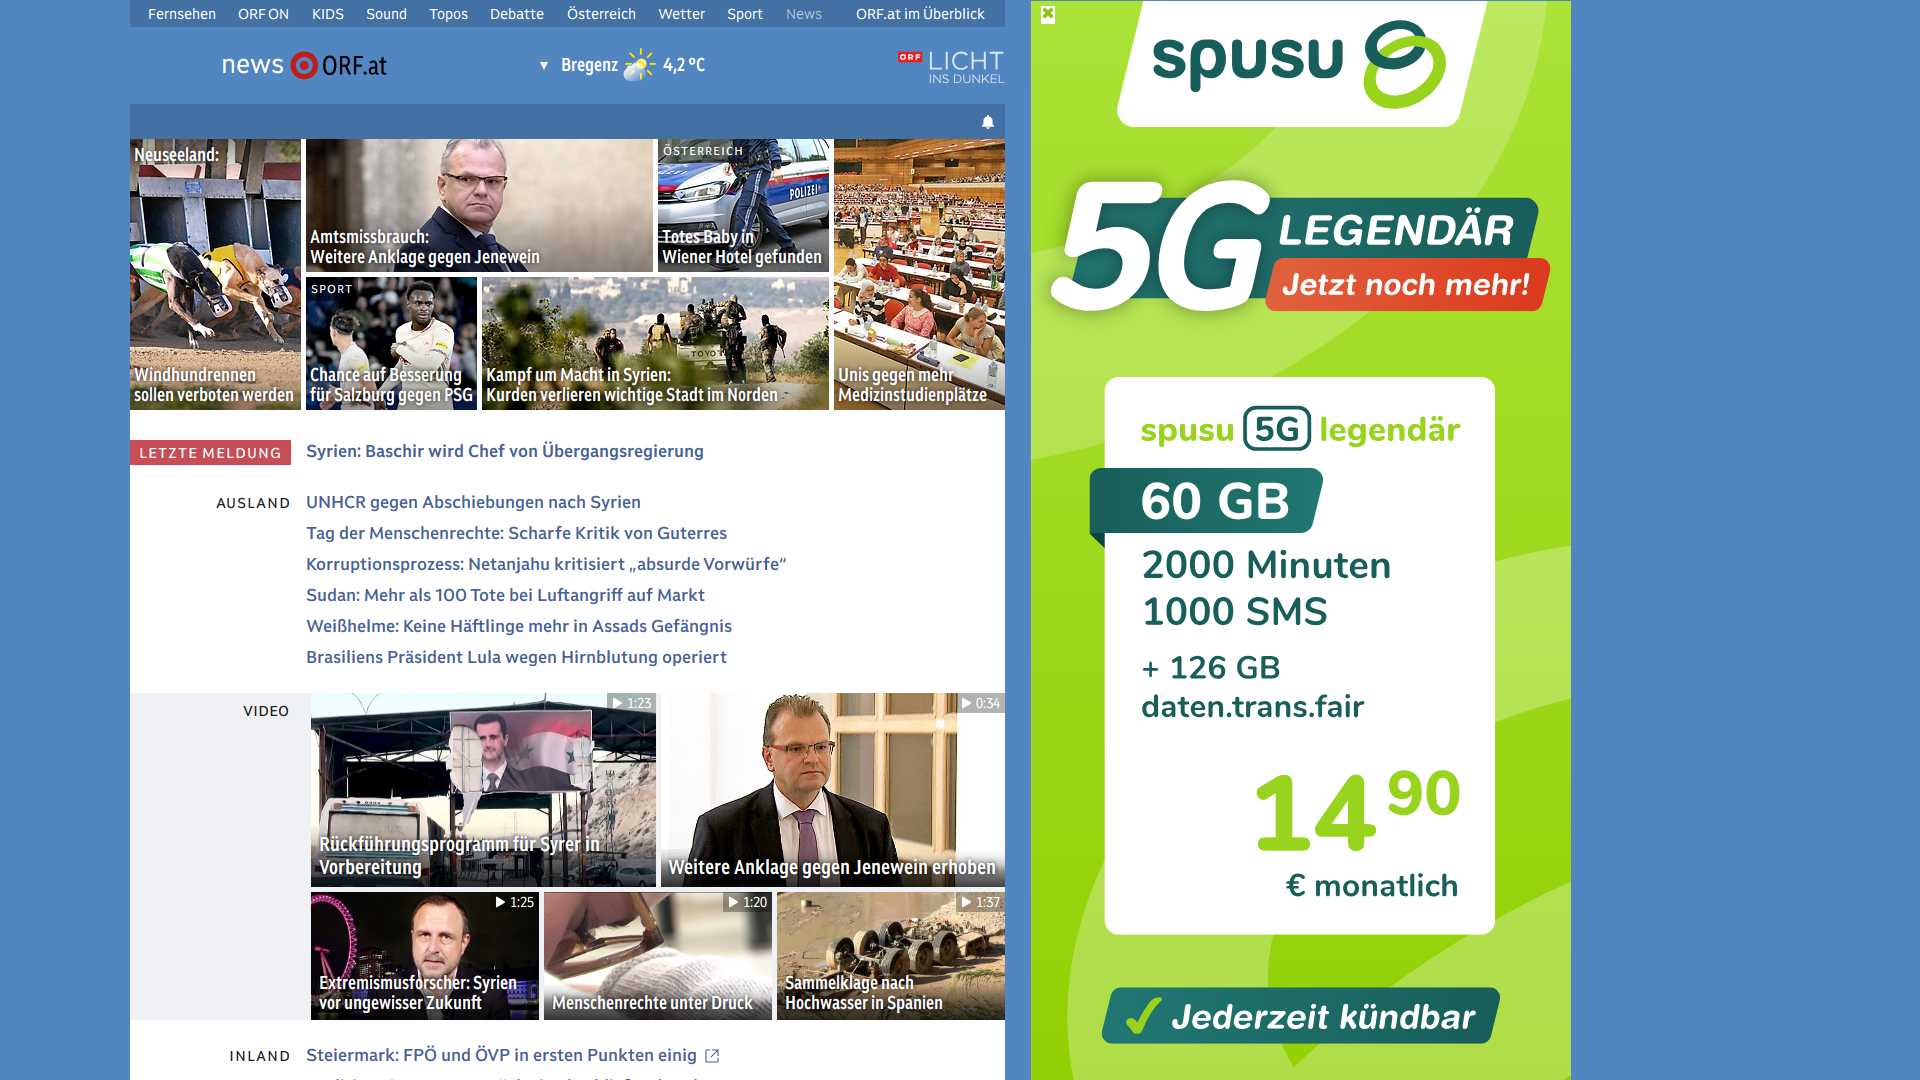 Fernsehen ORF ON KIDS Sound Topos Debatte Österreich Wetter Sport News ORF.at im Überblick
news ORF.at
▼ Bregenz 4,2 °C
ORF LICHT
INS DUNKEL
Neuseeland:
Windhundrennen
sollen verboten werden
Amtsmissbrauch:
Weitere Anklage gegen Jenewein
ÖSTERREICH
POLIZEI
Totes Baby in
Wiener Hotel gefunden
SPORT
Chance auf Besserung
für Salzburg gegen PSG
TOYOT
Kampf um Macht in Syrien:
Kurden verlieren wichtige Stadt im Norden
Unis gegen mehr
Medizinstudienplätze
LETZTE MELDUNG
Syrien: Baschir wird Chef von Übergangsregierung
AUSLAND
UNHCR gegen Abschiebungen nach Syrien
Tag der Menschenrechte: Scharfe Kritik von Guterres
Korruptionsprozess: Netanjahu kritisiert „absurde Vorwürfe“
Sudan: Mehr als 100 Tote bei Luftangriff auf Markt
Weißhelme: Keine Häftlinge mehr in Assads Gefängnis
Brasiliens Präsident Lula wegen Hirnblutung operiert
VIDEO
1:23
Rückführungsprogramm für Syrer in
Vorbereitung
0:34
Weitere Anklage gegen Jenewein erhoben
1:25
Extremismusforscher: Syrien
vor ungewisser Zukunft
1:20
Menschenrechte unter Druck
1:37
Sammelklage nach
Hochwasser in Spanien
INLAND
Steiermark: FPÖ und ÖVP in ersten Punkten einig
spusu
5G LEGENDÄR
Jetzt noch mehr!
spusu 5G legendär
60 GB
2000 Minuten
1000 SMS
+ 126 GB
daten.trans.fair
14 90
€ monatlich
Jederzeit kündbar